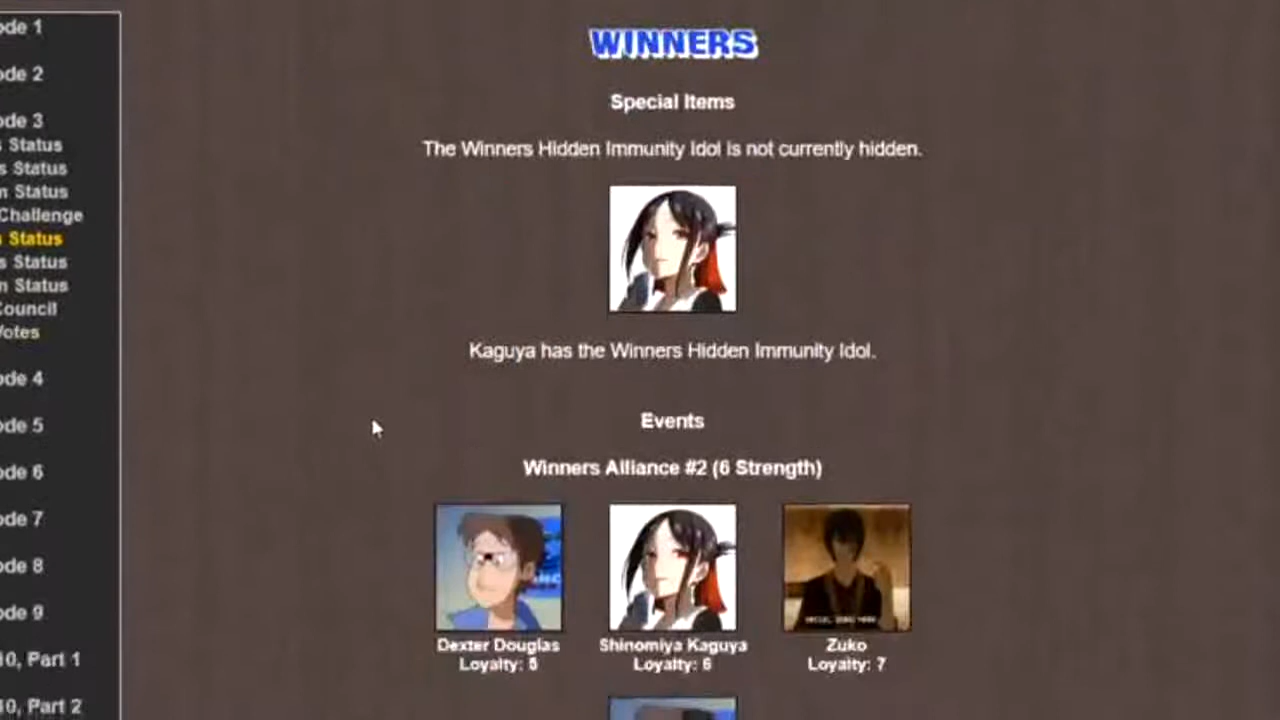 ode 1
ode 2
ode 3
s Status
s Status
n Status
Challenge
Status
s Status
n Status
Council
Votes
ode 4
ode 5
ode 6
ode 7
ode 8
ode 9
10, Part 1
10, Part 2
WINNERS
Special Items
The Winners Hidden Immunity Idol is not currently hidden.
Kaguya has the Winners Hidden Immunity Idol.
Events
Winners Alliance #2 (6 Strength)
Dexter Douglas
Loyalty: 5
Shinomiya Kaguya
Loyalty: 6
Zuko
Loyalty: 7